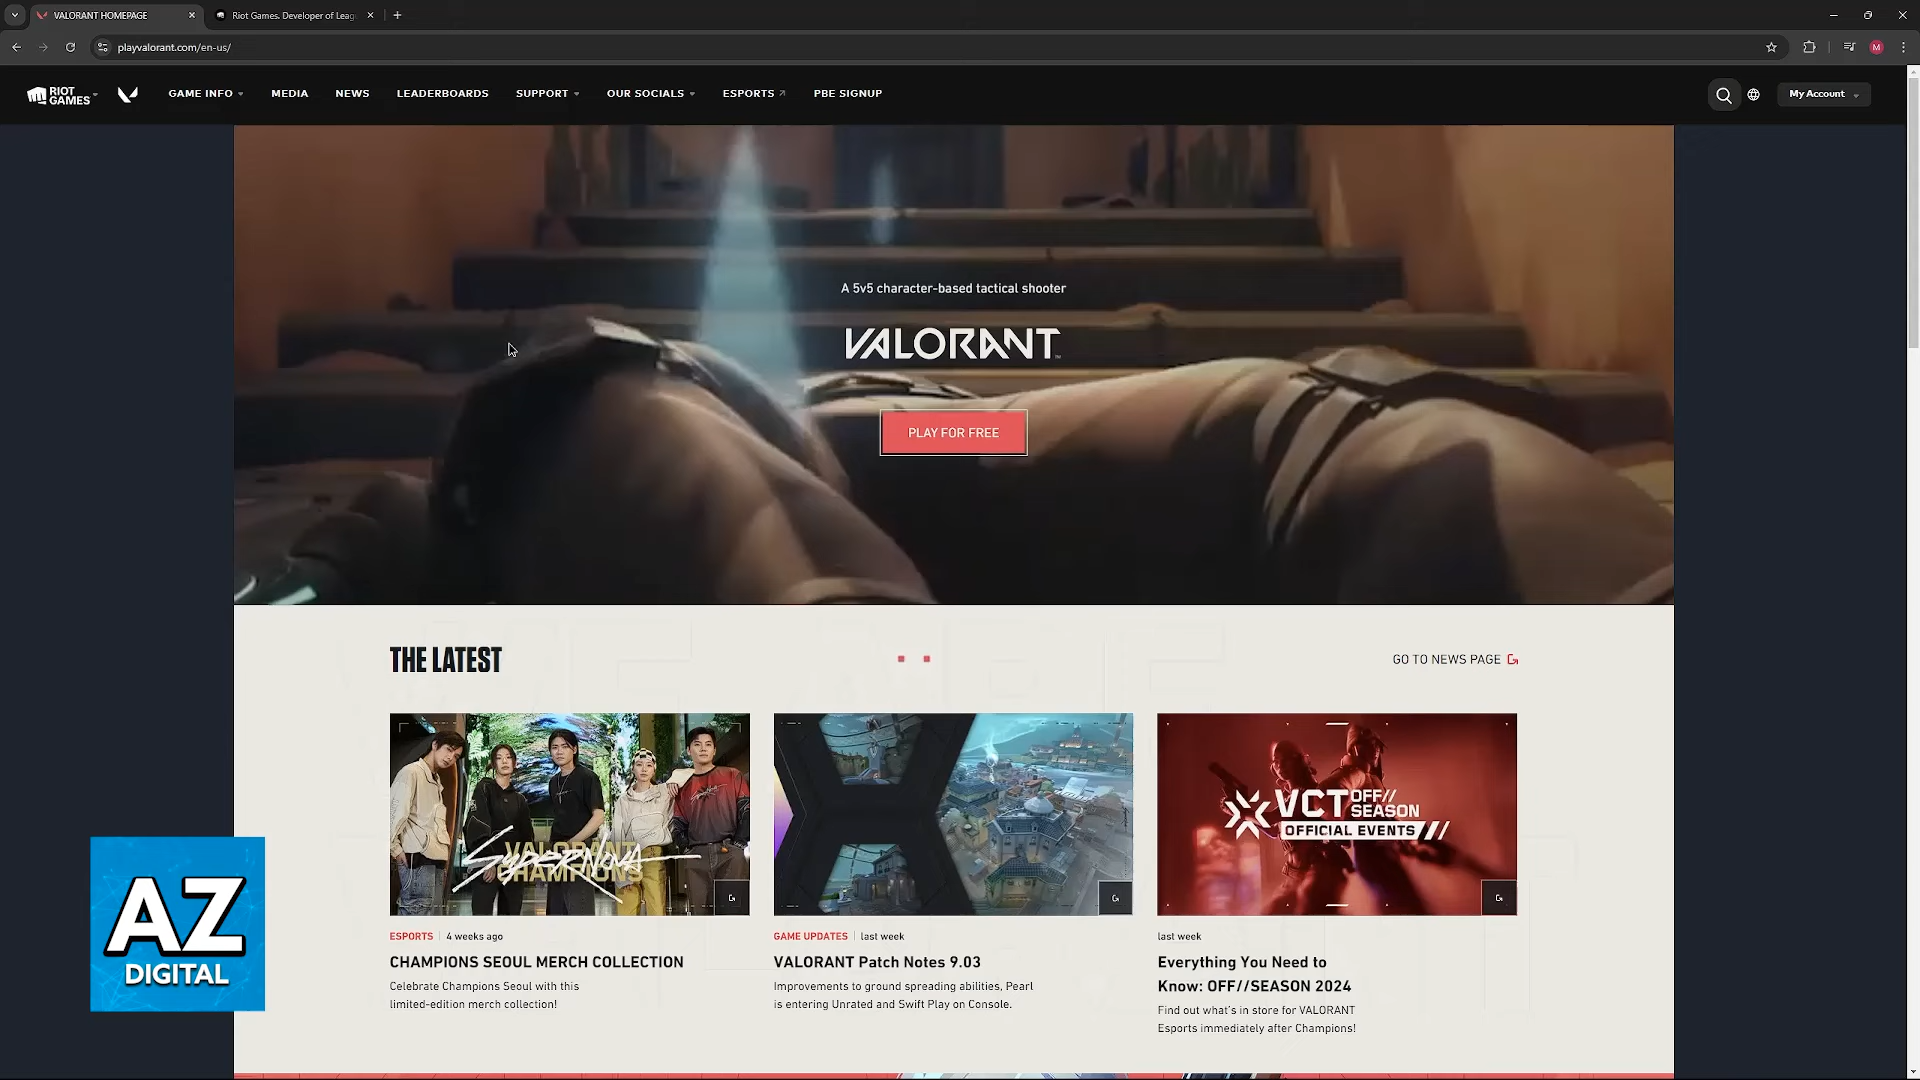 VALORANT HOMEPAGE
Riot Games. Developer of Leag
playvalorant.com/en-us/
M
RIOT GAMES
GAME INFO
MEDIA
NEWS
LEADERBOARDS
SUPPORT
OUR SOCIALS
ESPORTS
PBE SIGNUP
My Account
A 5v5 character-based tactical shooter
VALORANT
PLAY FOR FREE
THE LATEST
GO TO NEWS PAGE
VALORANT
CHAMPIONS
SUPERNOVA
VCT OFF//
SEASON
OFFICIAL EVENTS
ESPORTS | 4 weeks ago
CHAMPIONS SEOUL MERCH COLLECTION
Celebrate Champions Seoul with this
limited-edition merch collection!
GAME UPDATES | last week
VALORANT Patch Notes 9.03
Improvements to ground spreading abilities, Pearl
is entering Unrated and Swift Play on Console.
last week
Everything You Need to
Know: OFF//SEASON 2024
Find out what's in store for VALORANT
Esports immediately after Champions!
AZ
DIGITAL